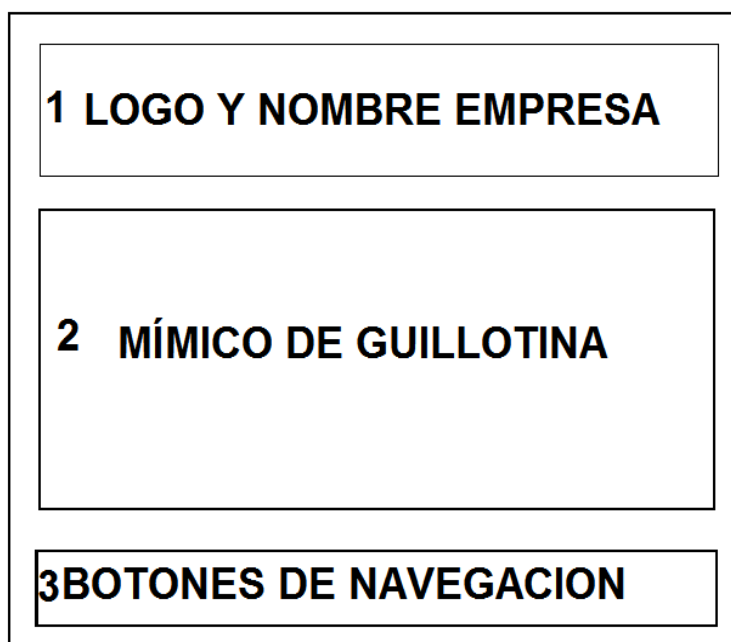 1 LOGO Y NOMBRE EMPRESA
2 MÍMICO DE GUILLOTINA
3BOTONES DE NAVEGACION